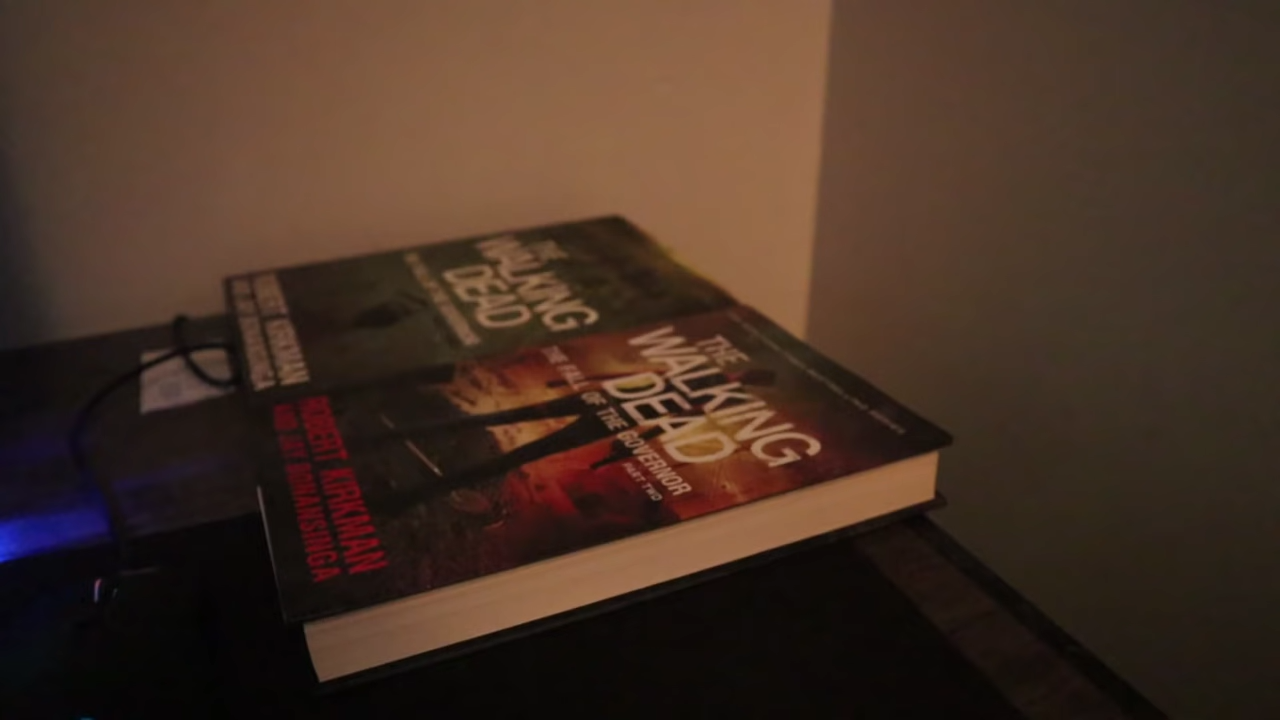 THE
WALKING
DEAD
THE FALL OF THE GOVERNOR
PART TWO
ROBERT KIRKMAN
AND JAY BONANSINGA
THE
WALKING
DEAD
KIRKMAN